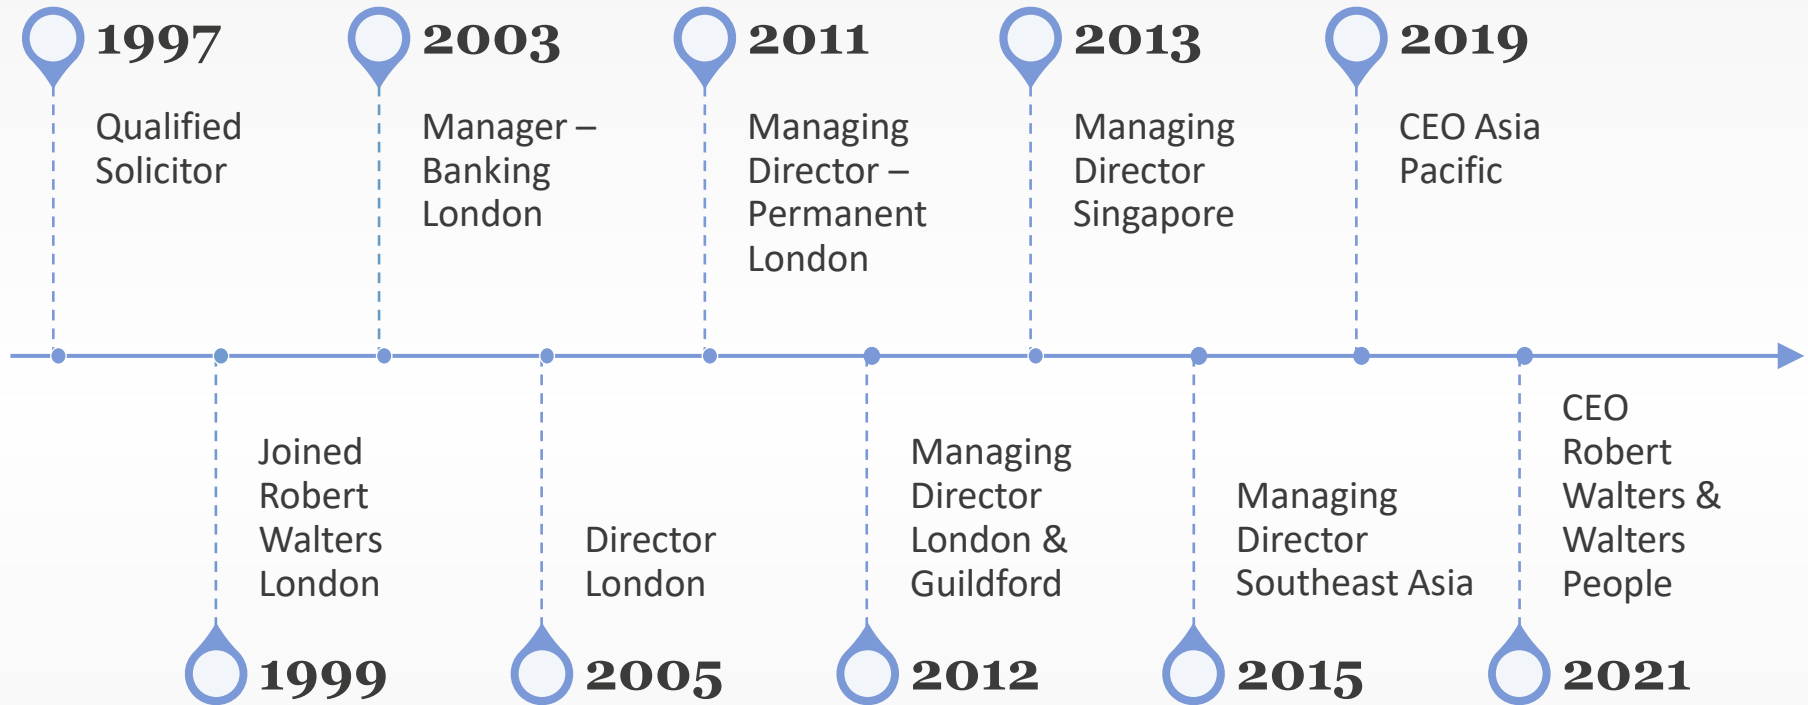 1997
Qualified
Solicitor
2003
Manager –
Banking
London
2011
Managing
Director –
Permanent
London
2013
Managing
Director
Singapore
2019
CEO Asia
Pacific
Joined
Robert
Walters
London
1999
Director
London
2005
Managing
Director
London &
Guildford
2012
Managing
Director
Southeast Asia
2015
CEO
Robert
Walters &
Walters
People
2021